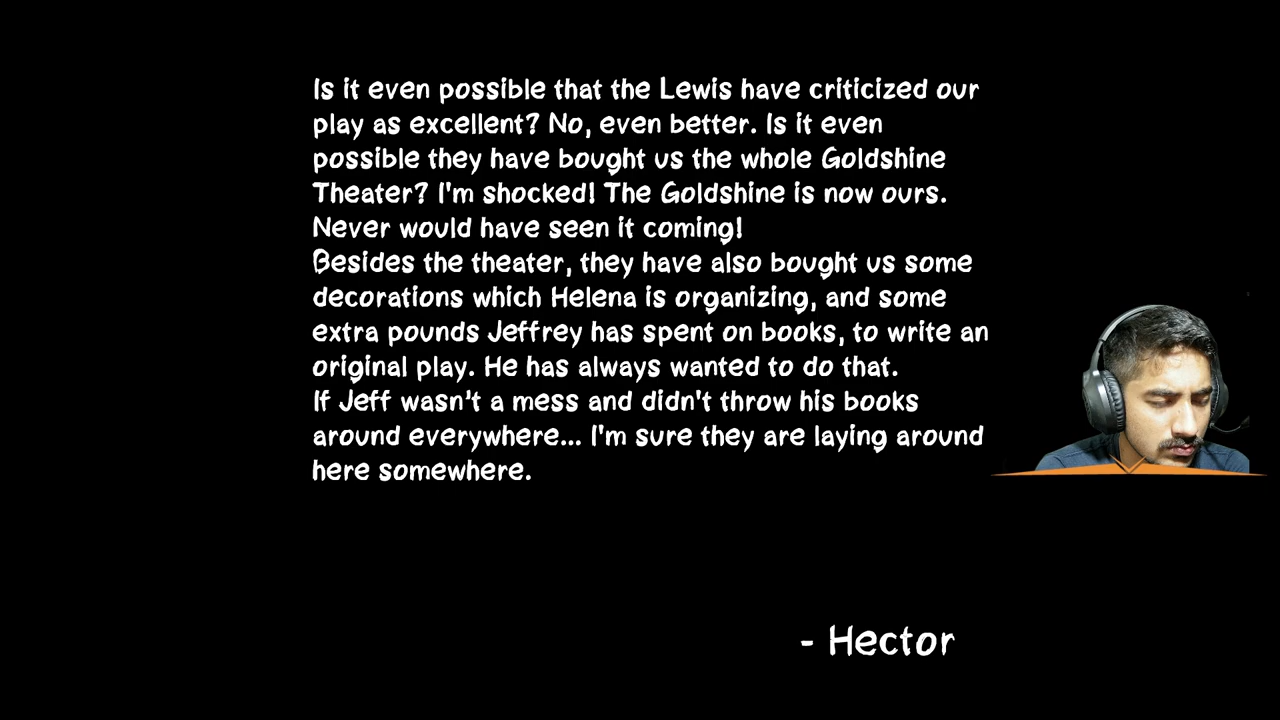 Is it even possible that the Lewis have criticized our
play as excellent? No, even better. Is it even
possible they have bought us the whole Goldshine
Theater? I'm shocked! The Goldshine is now ours.
Never would have seen it coming!
Besides the theater, they have also bought us some
decorations which Helena is organizing, and some
extra pounds Jeffrey has spent on books, to write an
original play. He has always wanted to do that.
If Jeff wasn't a mess and didn't throw his books
around everywhere... I'm sure they are laying around
here somewhere.
- Hector